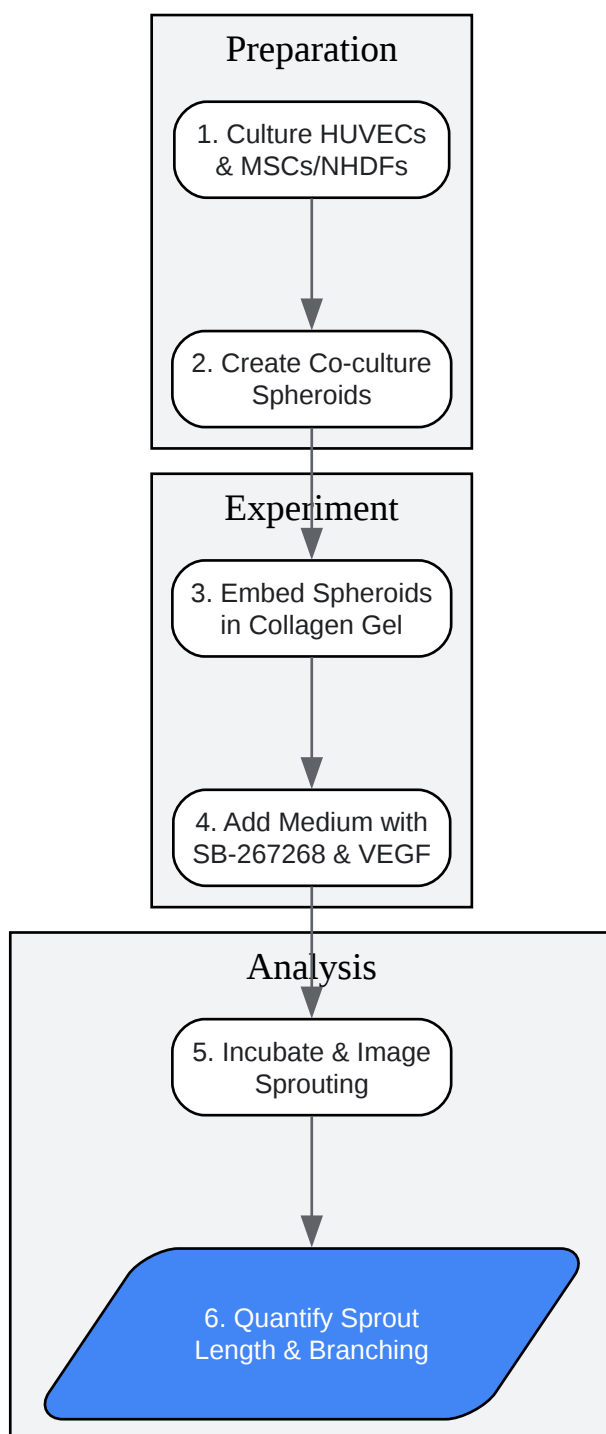 Preparation
1. Culture HUVECs
& MSCs/NHDFs
2. Create Co-culture
Spheroids
Experiment
3. Embed Spheroids
in Collagen Gel
4. Add Medium with
SB-267268 & VEGF
Analysis
5. Incubate & Image
Sprouting
6. Quantify Sprout
Length & Branching